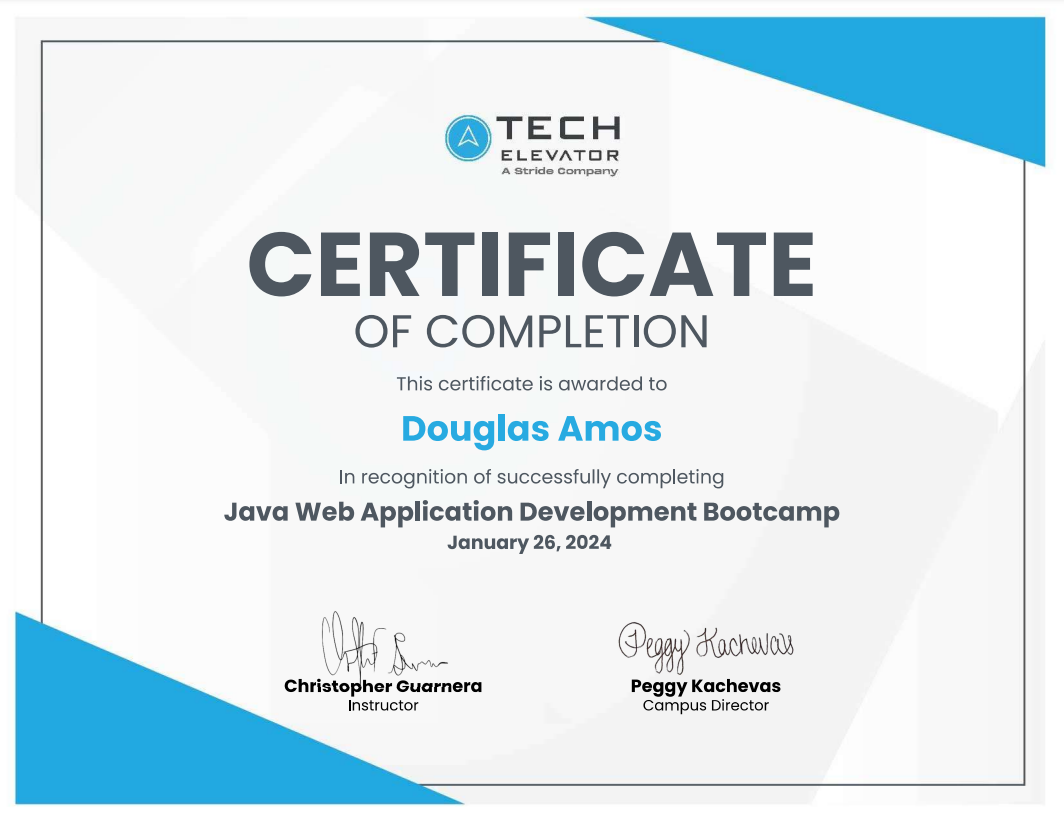 TECH
ELEVATOR
A Stride Company
CERTIFICATE
OF COMPLETION
This certificate is awarded to
Douglas Amos
In recognition of successfully completing
Java Web Application Development Bootcamp
January 26, 2024
Peggy Kachevas
Christopher Guarnera
Instructor
Peggy Kachevas
Campus Director